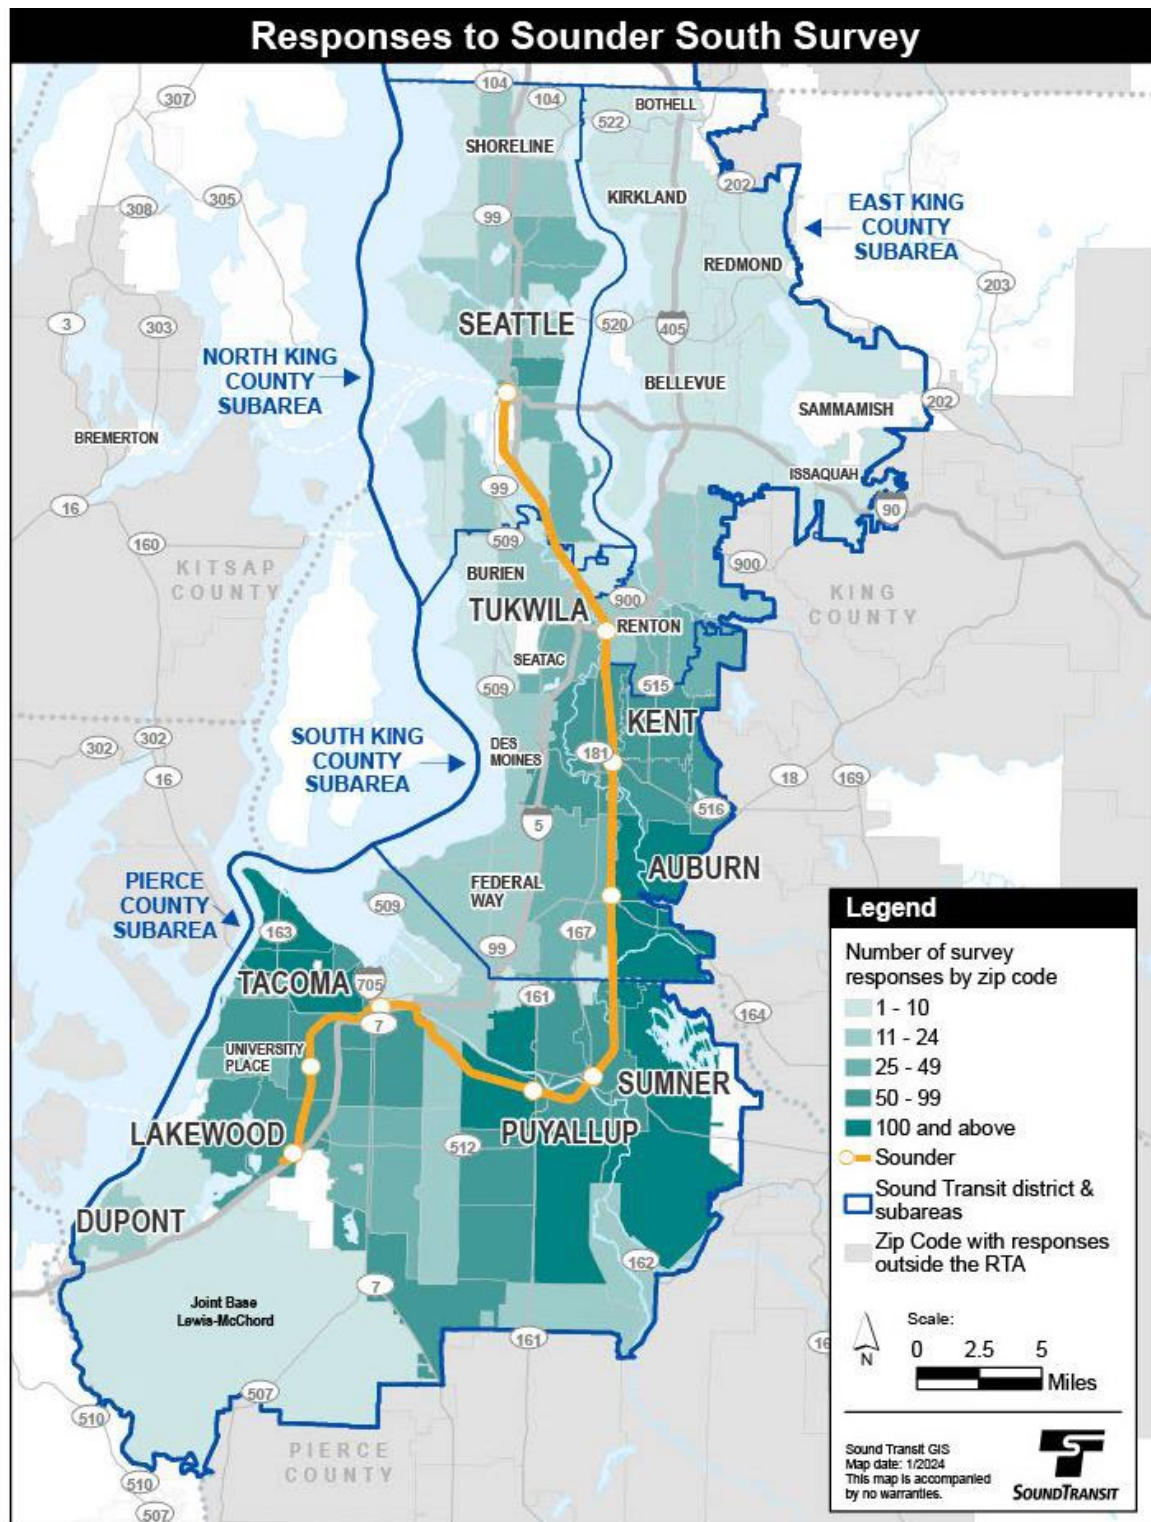 Responses to Sounder South Survey
104
307
104
BOTHELL
522
SHORELINE
202
305
KIRKLAND
308
99
EAST KING
COUNTY
SUBAREA
REDMOND
203
3
303
SEATTLE
520
405
NORTH KING
COUNTY
SUBAREA
BELLEVUE
202
SAMMAMISH
BREMERTON
ISSAQUAH
99
16
90
509
160
KITSAP
COUNTY
BURIEN
900
KING
COUNTY
TUKWILA
900
RENTON
SEATAC
509
515
KENT
302
302
SOUTH KING
COUNTY
SUBAREA
DES
MOINES
181
16
18
169
516
5
AUBURN
PIERCE
COUNTY
SUBAREA
FEDERAL
WAY
509
163
167
99
TACOMA
705
161
164
7
UNIVERSITY
PLACE
SUMNER
LAKEWOOD
PUYALLUP
512
DUPONT
162
7
Joint Base
Lewis-McChord
161
16
507
510
PIERCE
COUNTY
510
507
Legend
Number of survey
responses by zip code
1 - 10
11 - 24
25 - 49
50 - 99
100 and above
Sounder
Sound Transit district &
subareas
Zip Code with responses
outside the RTA
Scale:
N
0 2.5 5
Miles
Sound Transit GIS
Map date: 1/2024
This map is accompanied
by no warranties.
SOUNDTRANSIT